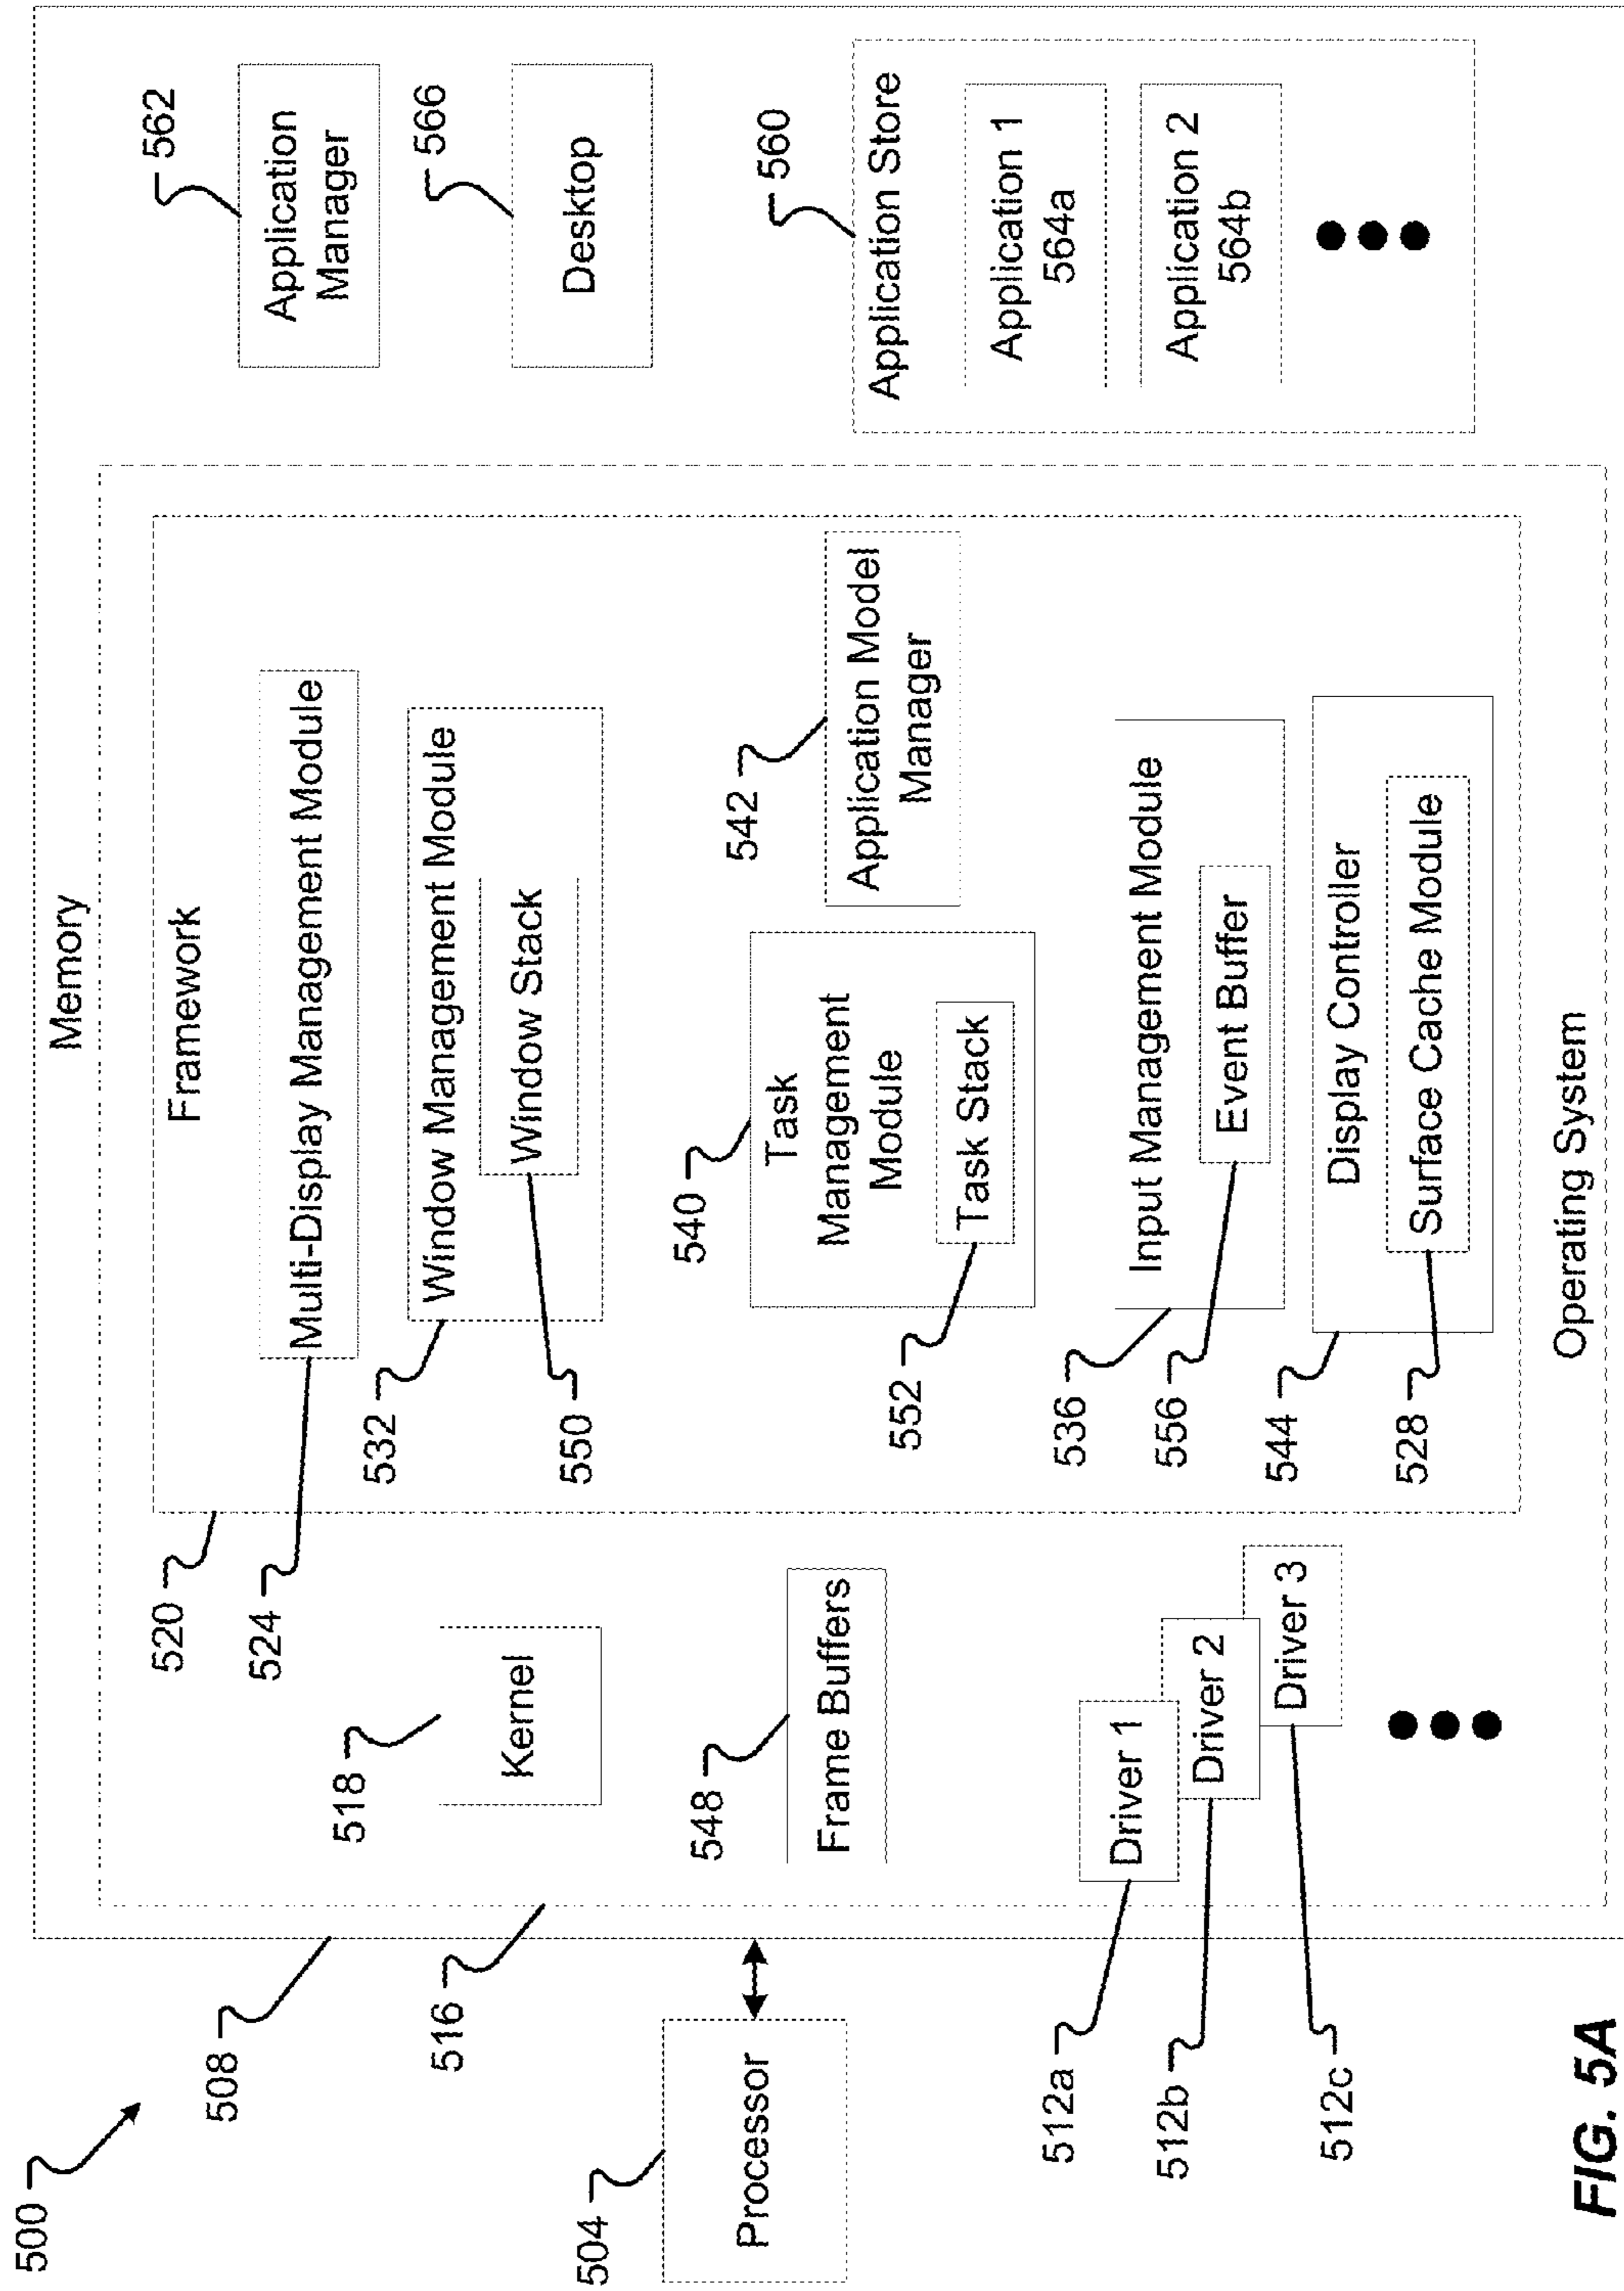 500
508
Memory
516
520
Framework
524
Multi-Display Management Module
532
Window Management Module
550
Window Stack
518
Kernel
548
Frame Buffers
540
Task
Management
Module
552
Task Stack
542
Application Model
Manager
536
Input Management Module
556
Event Buffer
544
Display Controller
528
Surface Cache Module
Operating System
504
Processor
512a
Driver 1
512b
Driver 2
512c
Driver 3
562
Application
Manager
566
Desktop
560
Application Store
Application 1
564a
Application 2
564b
FIG. 5A